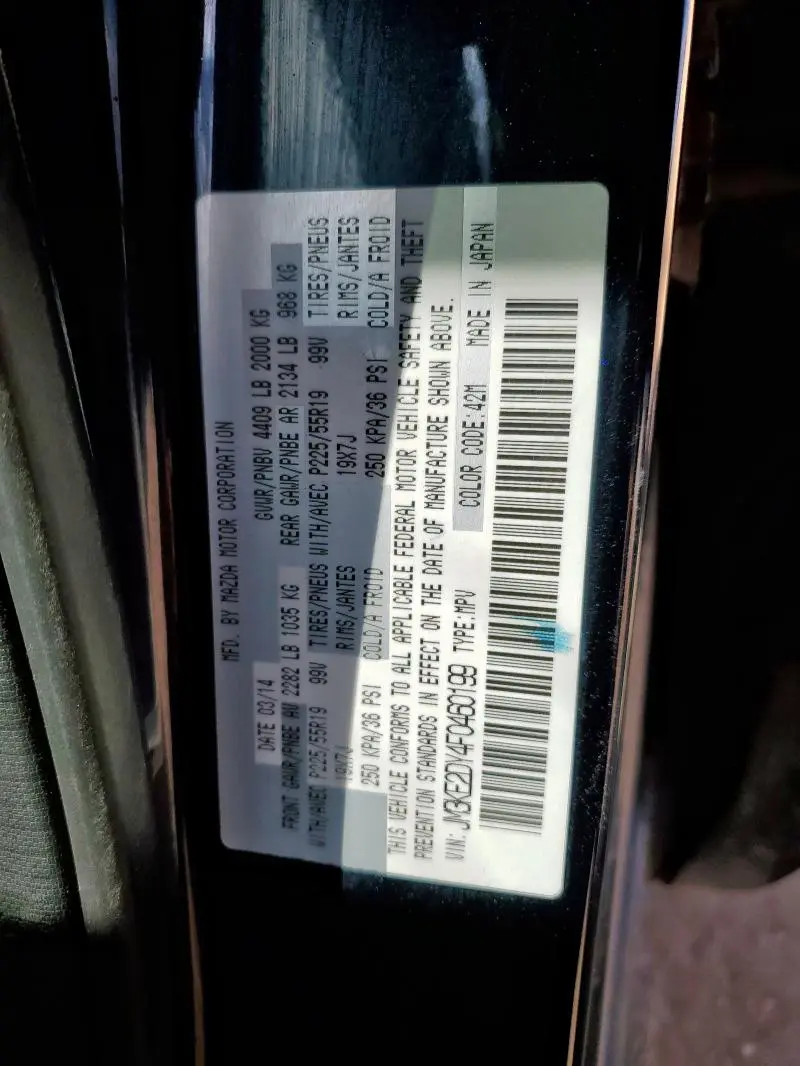 MFD. BY MAZDA MOTOR CORPORATION
DATE 03/14 GVWR/PNBV 4409 LB 2000 KG
FRONT GAWR/PNBE AV 2282 LB 1035 KG REAR GAWR/PNBE AR 2134 LB 968 KG
WITH/AVEC P225/55R19 99V TIRES/PNEUS WITH/AVEC P225/55R19 99V TIRES/PNEUS
19X7J RIMS/JANTES 19X7J RIMS/JANTES
250 KPA/36 PSI COLD/A FROID 250 KPA/36 PSI COLD/A FROID
THIS VEHICLE CONFORMS TO ALL APPLICABLE FEDERAL MOTOR VEHICLE SAFETY AND THEFT
PREVENTION STANDARDS IN EFFECT ON THE DATE OF MANUFACTURE SHOWN ABOVE.
VIN: JM3KE2DY4F0460199 TYPE:MPV COLOR CODE:42M MADE IN JAPAN